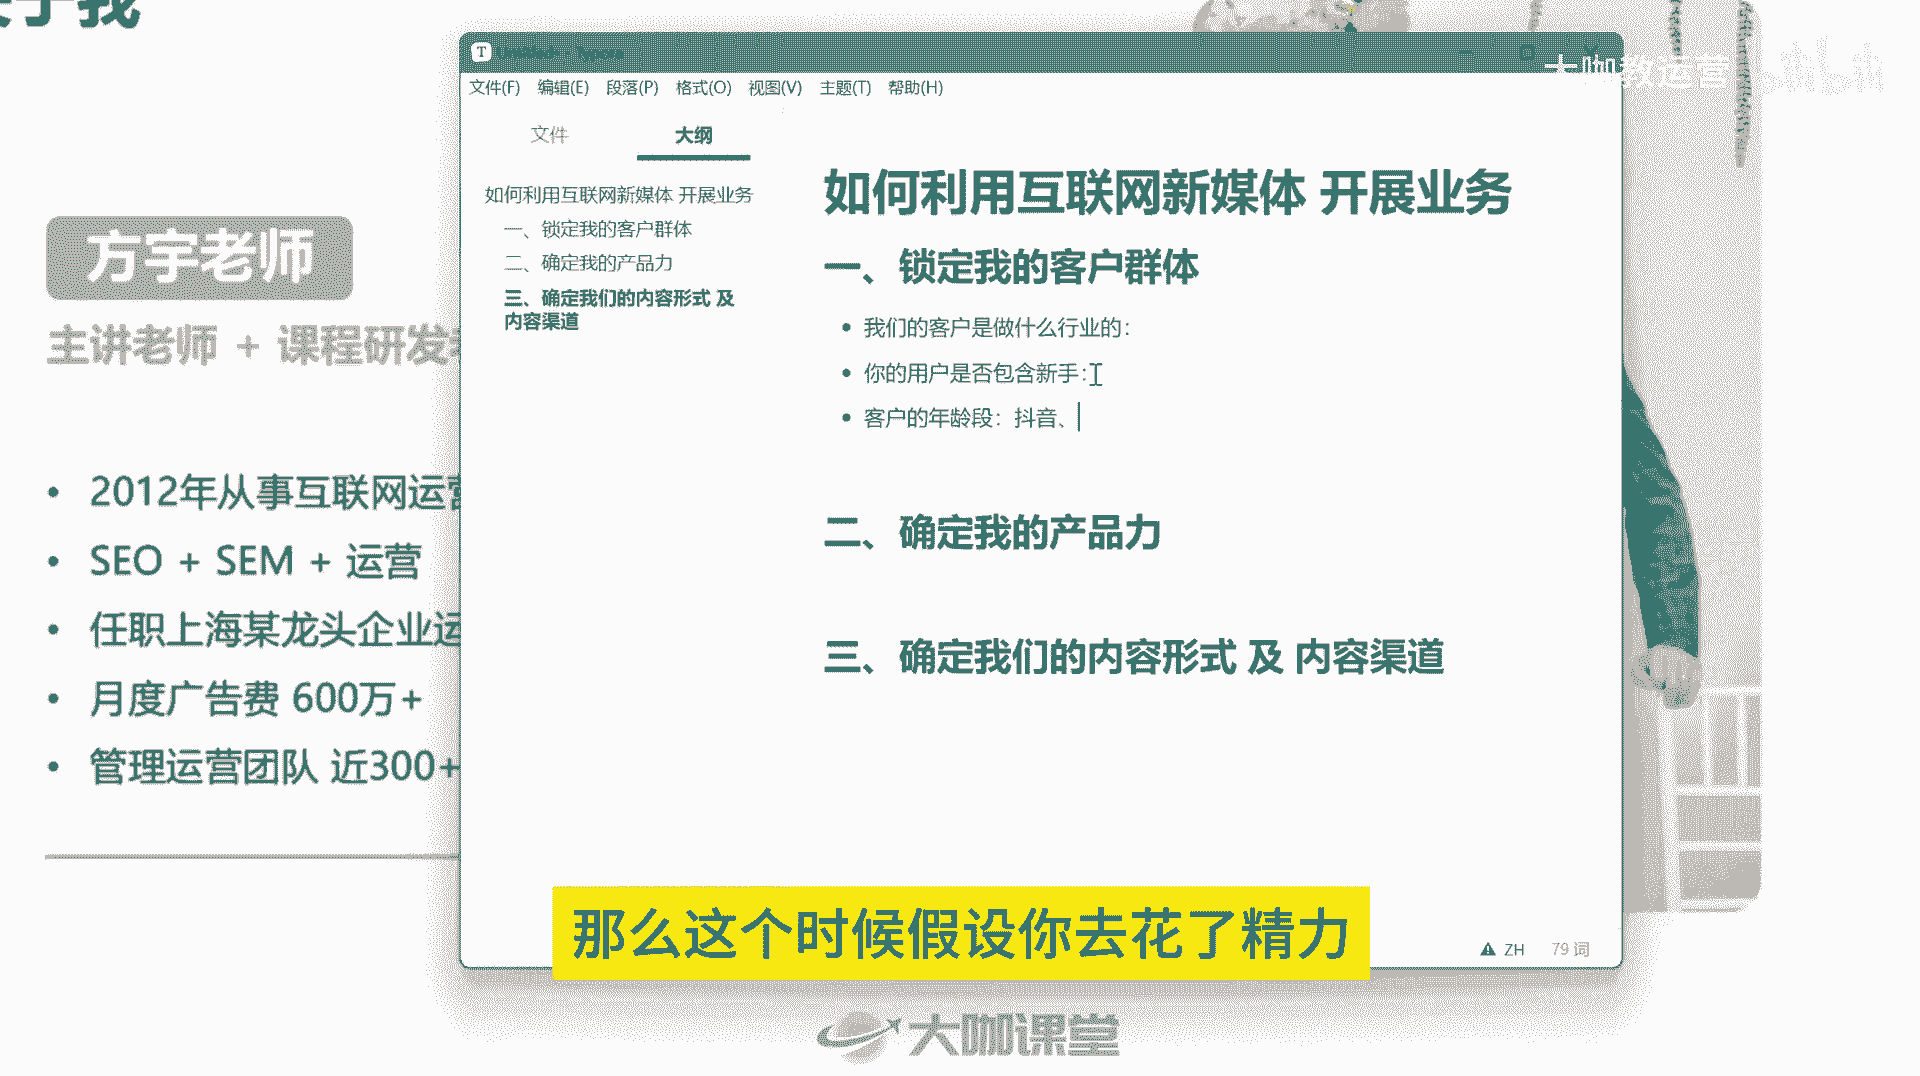 关于我
方宇老师
主讲老师 + 课程研发
2012年从事互联网运营
SEO + SEM + 运营
任职上海某龙头企业运
月度广告费 600万+
管理运营团队 近300+
T
大咖教运营 bilibili
文件(F) 编辑(E) 段落(P) 格式(O) 视图(V) 主题(T) 帮助(H)
文件 大纲
如何利用互联网新媒体 开展业务
一、锁定我的客户群体
二、确定我的产品力
三、确定我们的内容形式 及
内容渠道
如何利用互联网新媒体 开展业务
一、锁定我的客户群体
我们的客户是做什么行业的：
你的用户是否包含新手：
客户的年龄段：抖音、
二、确定我的产品力
三、确定我们的内容形式 及 内容渠道
ZH 79 词
那么这个时候假设你去花了精力
大咖课堂